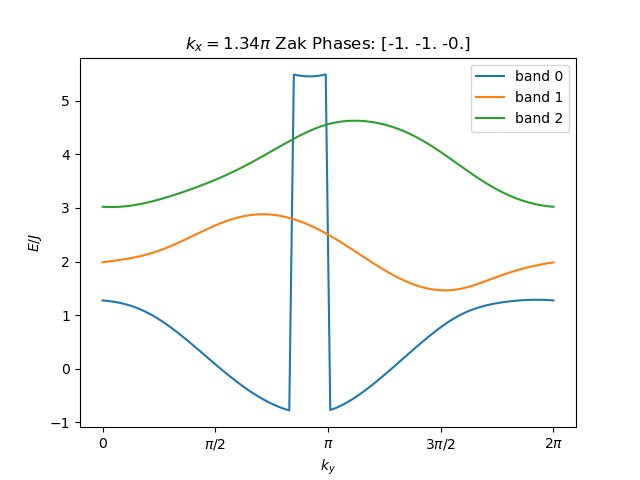 $k_x = 1.34\pi$ Zak Phases: [-1. -1. -0.]
band 0
band 1
band 2
5
4
3
2
1
0
−1
E/J
0 π/2 π 3π/2 2π
$k_y$